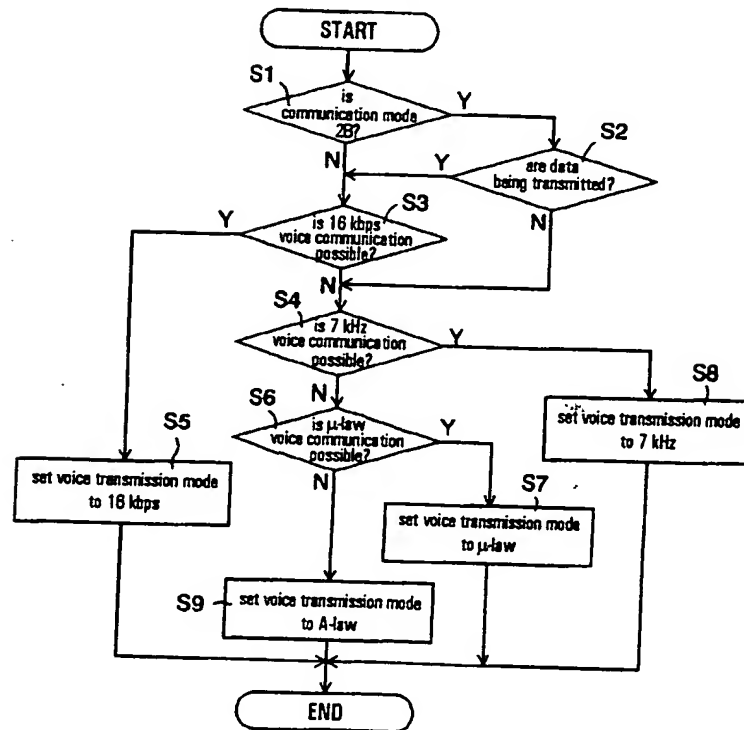 START
S1
is
communication mode
2B?
Y
N
S2
are data
being transmitted?
Y
N
S3
is 16 kbps
voice communication
possible?
Y
N
S4
is 7 kHz
voice communication
possible?
Y
N
S8
set voice transmission mode
to 7 kHz
S6
is μ-law
voice communication
possible?
Y
N
S5
set voice transmission mode
to 16 kbps
S7
set voice transmission mode
to μ-law
S9
set voice transmission mode
to A-law
END